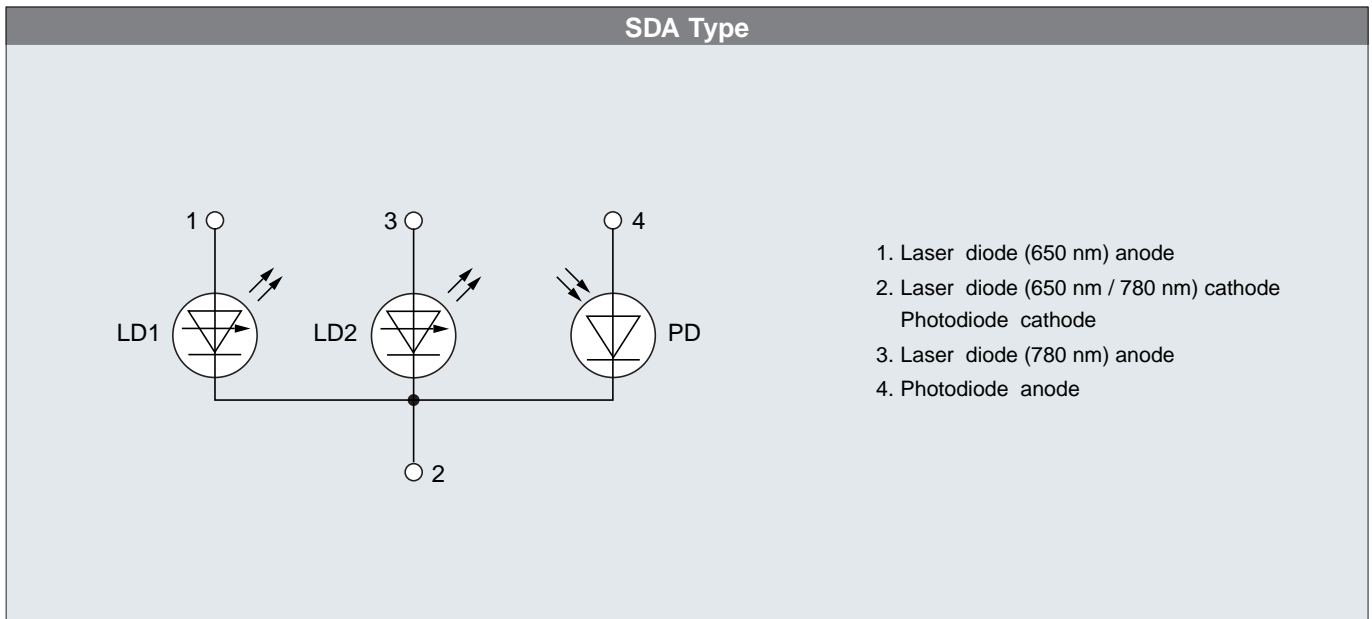 SDA Type
1
3
4
LD1
LD2
PD
2
1. Laser diode (650 nm) anode
2. Laser diode (650 nm / 780 nm) cathode
Photodiode cathode
3. Laser diode (780 nm) anode
4. Photodiode anode